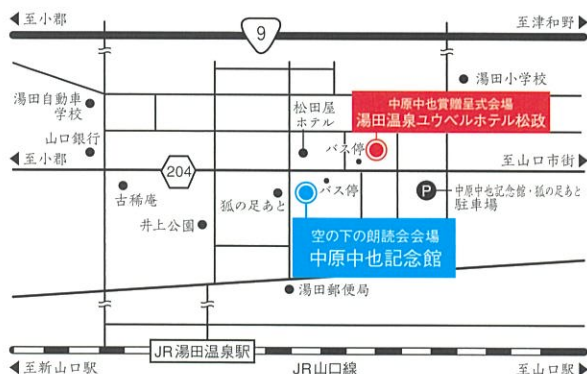 至小郡
9
至津和野
湯田小学校
湯田自動車
学校
松田屋
ホテル
中原中也賞贈呈式会場
湯田温泉ユウベルホテル松政
山口銀行
バス停
至小郡
204
至山口市街
古稀庵
狐の足あと
バス停
P
中原中也記念館・狐の足あと
駐車場
井上公園
空の下の朗読会会場
中原中也記念館
湯田郵便局
JR湯田温泉駅
至新山口駅
JR山口線
至山口駅